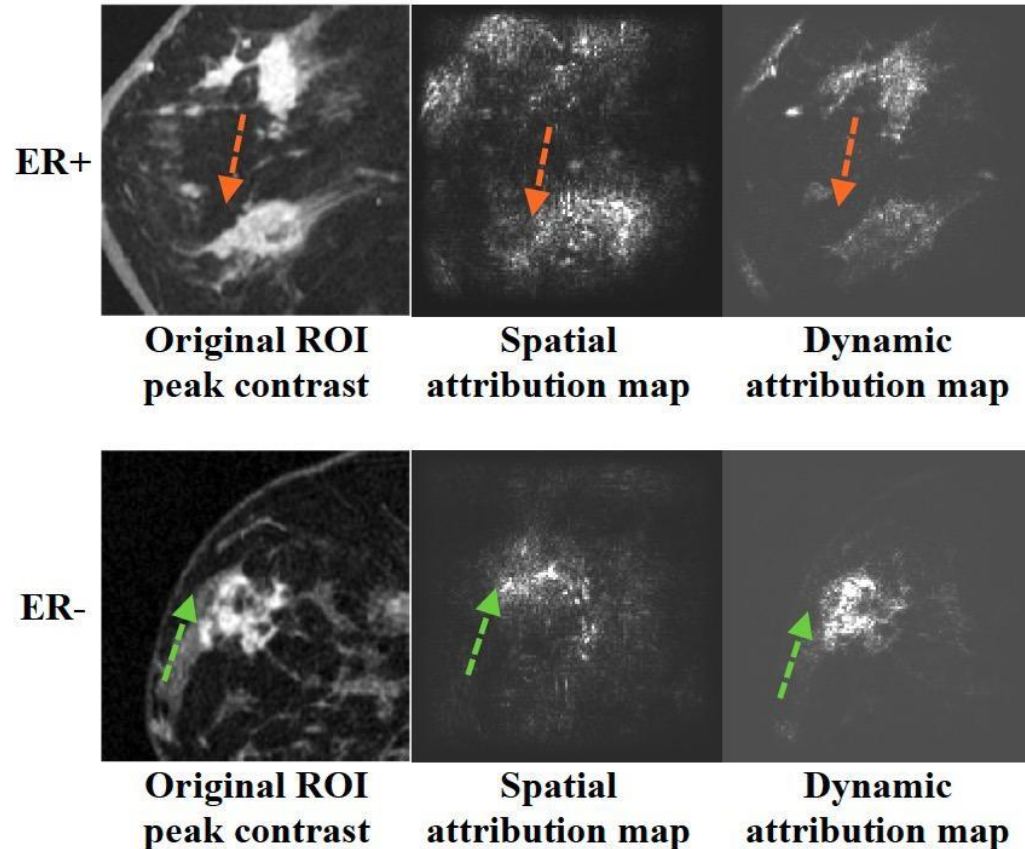 ER+
Original ROI
peak contrast
Spatial
attribution map
Dynamic
attribution map
ER-
Original ROI
peak contrast
Spatial
attribution map
Dynamic
attribution map